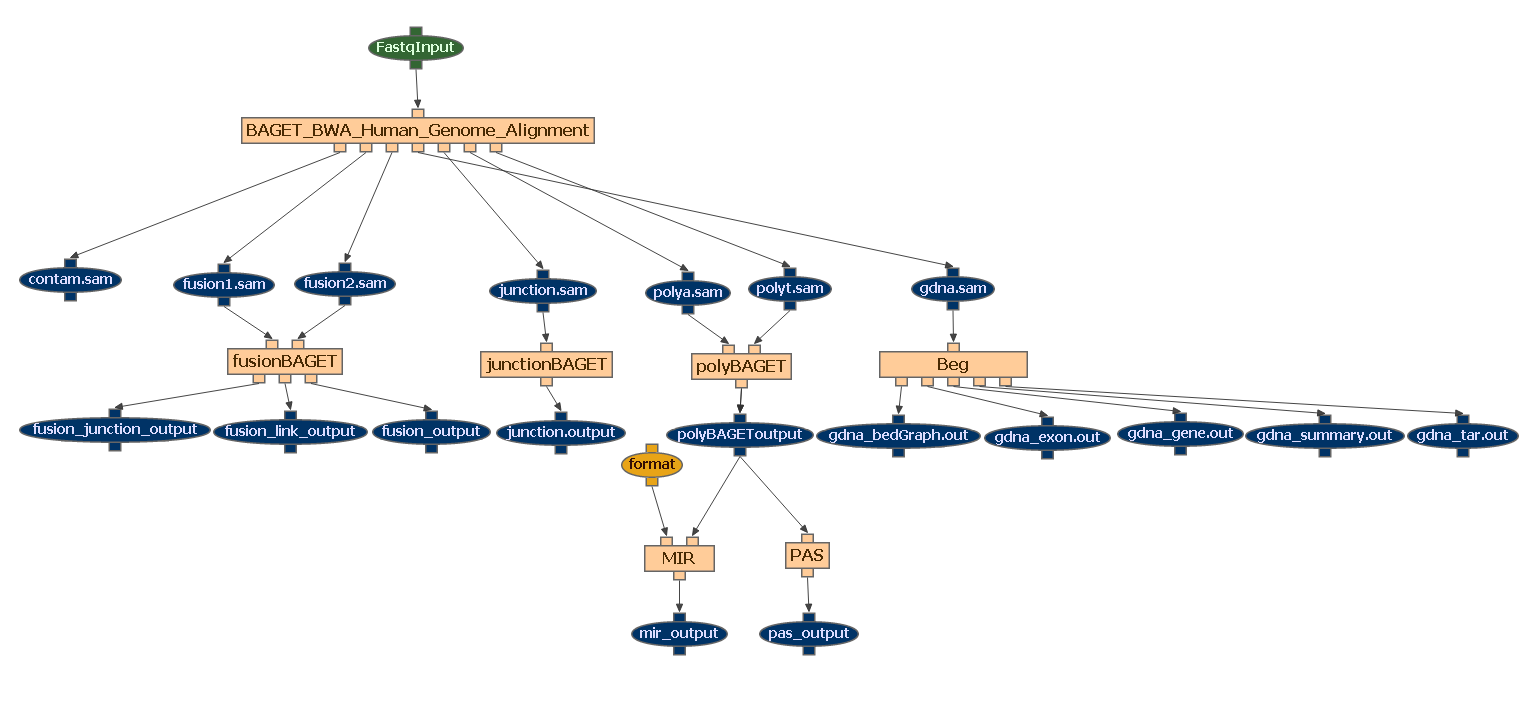 FastqInput
BAGET_BWA_Human_Genome_Alignment
contam.sam
fusion1.sam
fusion2.sam
junction.sam
polya.sam
polyt.sam
gdna.sam
fusionBAGET
junctionBAGET
polyBAGET
Beg
fusion_junction_output
fusion_link_output
fusion_output
junction.output
polyBAGEToutput
gdna_bedGraph.out
gdna_exon.out
gdna_gene.out
gdna_summary.out
gdna_tar.out
format
MIR
PAS
mir_output
pas_output